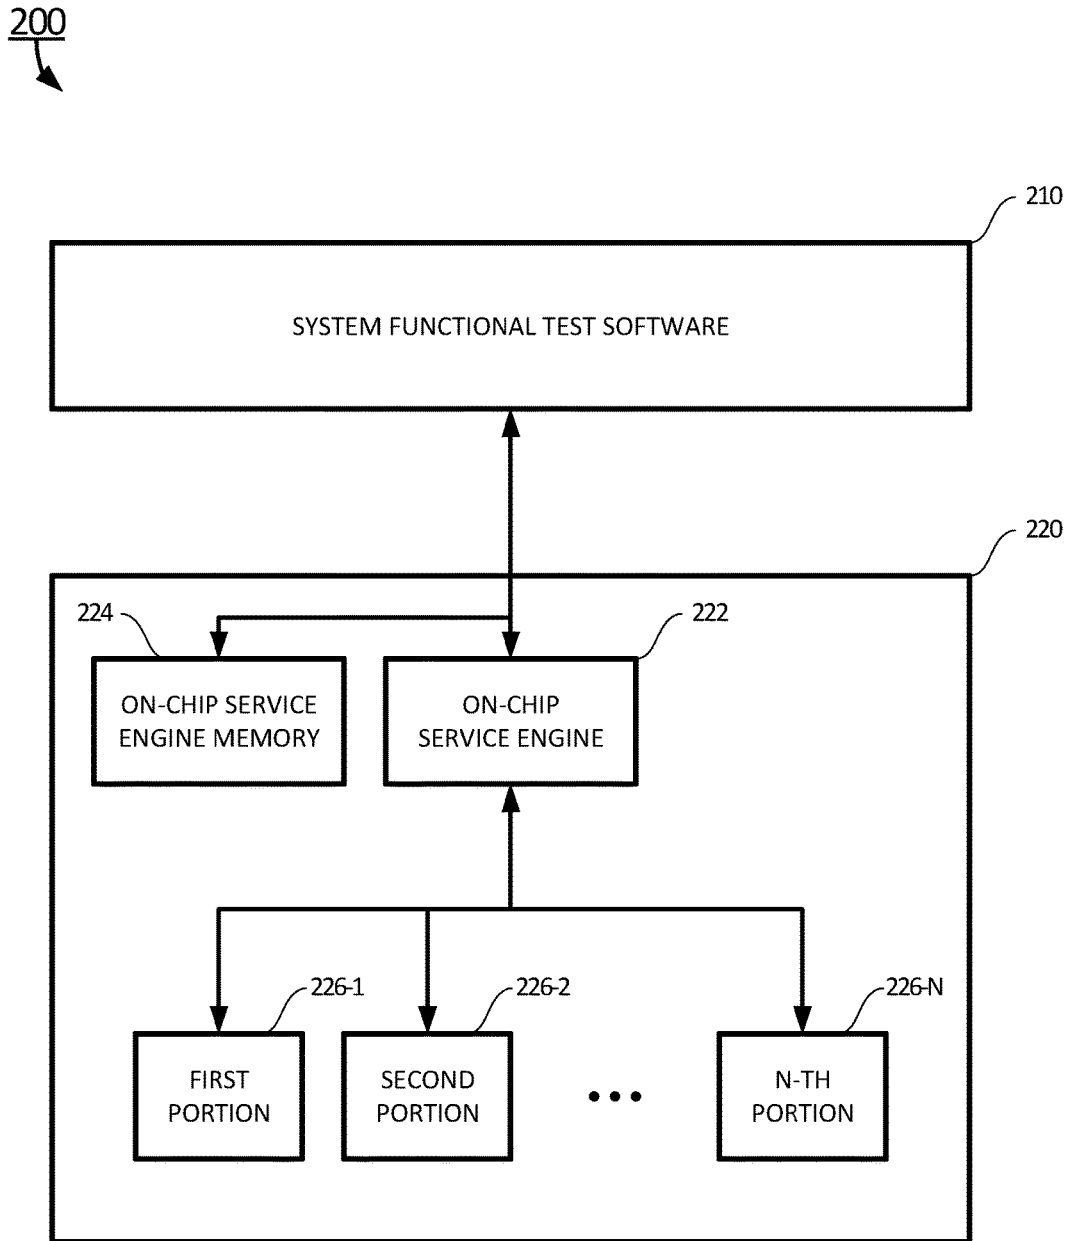 200
210
SYSTEM FUNCTIONAL TEST SOFTWARE
220
224
222
ON-CHIP SERVICE
ENGINE MEMORY
ON-CHIP
SERVICE ENGINE
226-1
226-2
226-N
FIRST
PORTION
SECOND
PORTION
N-TH
PORTION